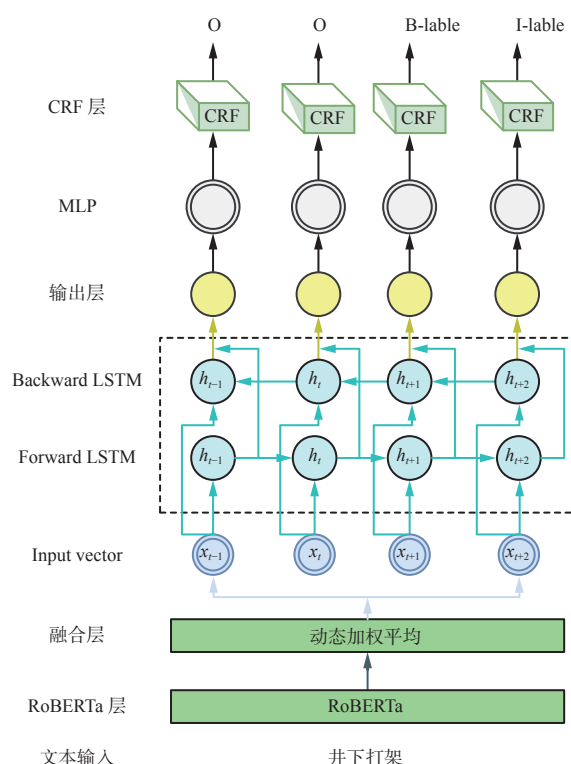 O O B-lable I-lable
CRF 层 CRF CRF CRF CRF
MLP
输出层
Backward LSTM h_{t−1} h_t h_{t+1} h_{t+2}
Forward LSTM h_{t−1} h_t h_{t+1} h_{t+2}
Input vector x_{t−1} x_t x_{t+1} x_{t+2}
融合层 动态加权平均
RoBERTa 层 RoBERTa
文本输入 井下打架